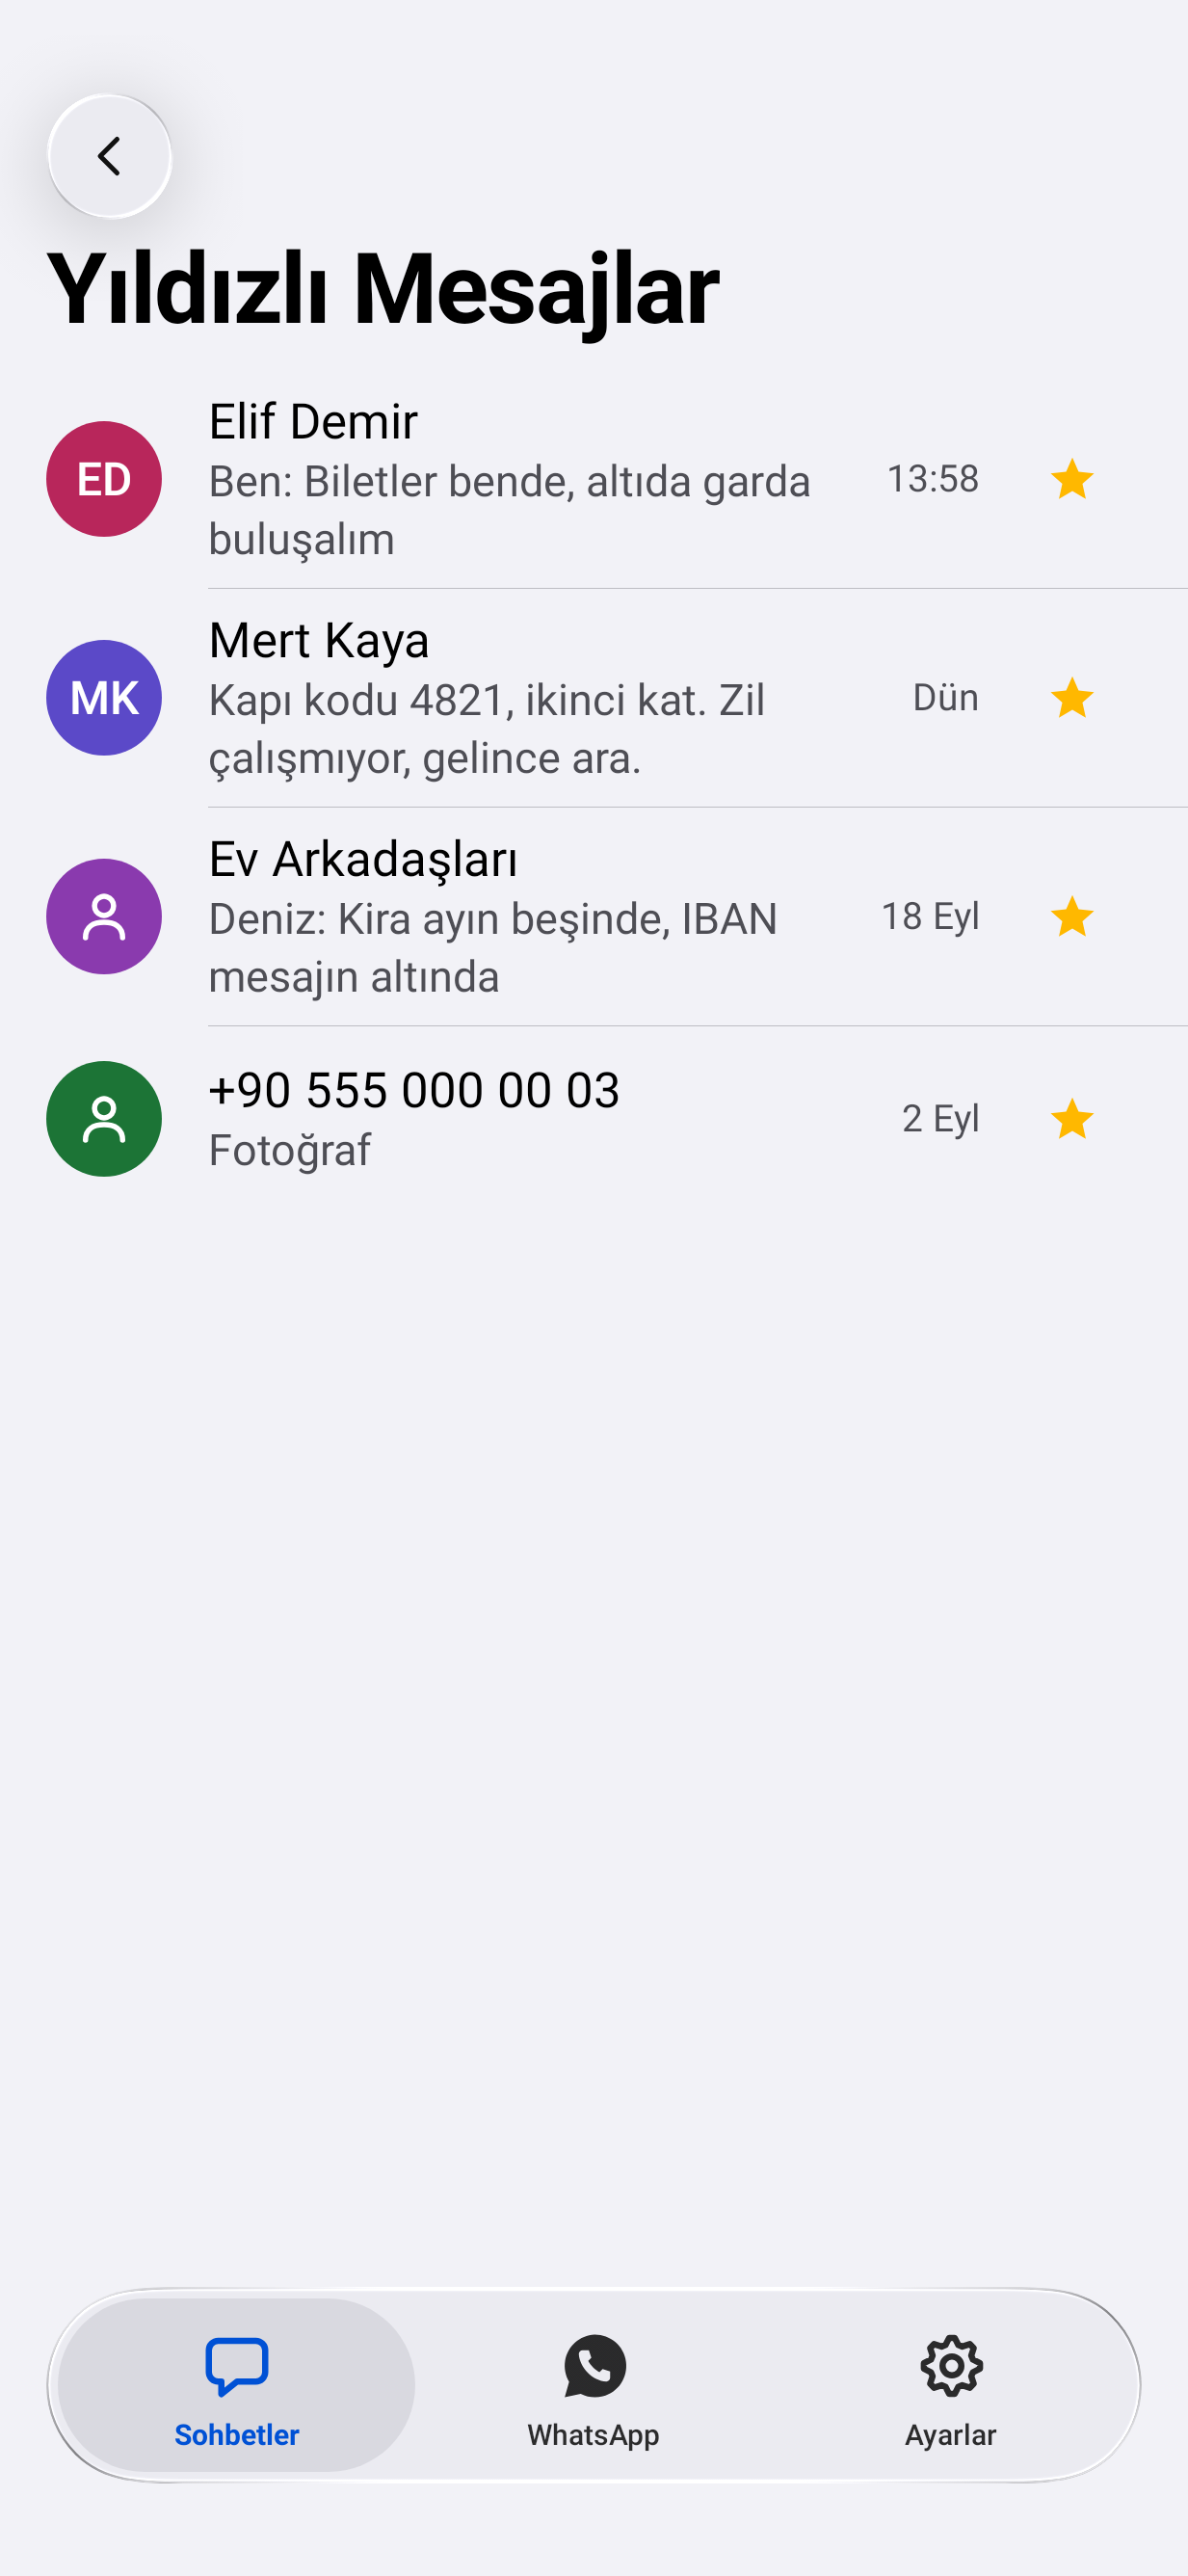 Yıldızlı Mesajlar
ED
Elif Demir
Ben: Biletler bende, altıda garda
buluşalım
13:58
MK
Mert Kaya
Kapı kodu 4821, ikinci kat. Zil
çalışmıyor, gelince ara.
Dün
Ev Arkadaşları
Deniz: Kira ayın beşinde, IBAN
mesajın altında
18 Eyl
+90 555 000 00 03
Fotoğraf
2 Eyl
Sohbetler
WhatsApp
Ayarlar